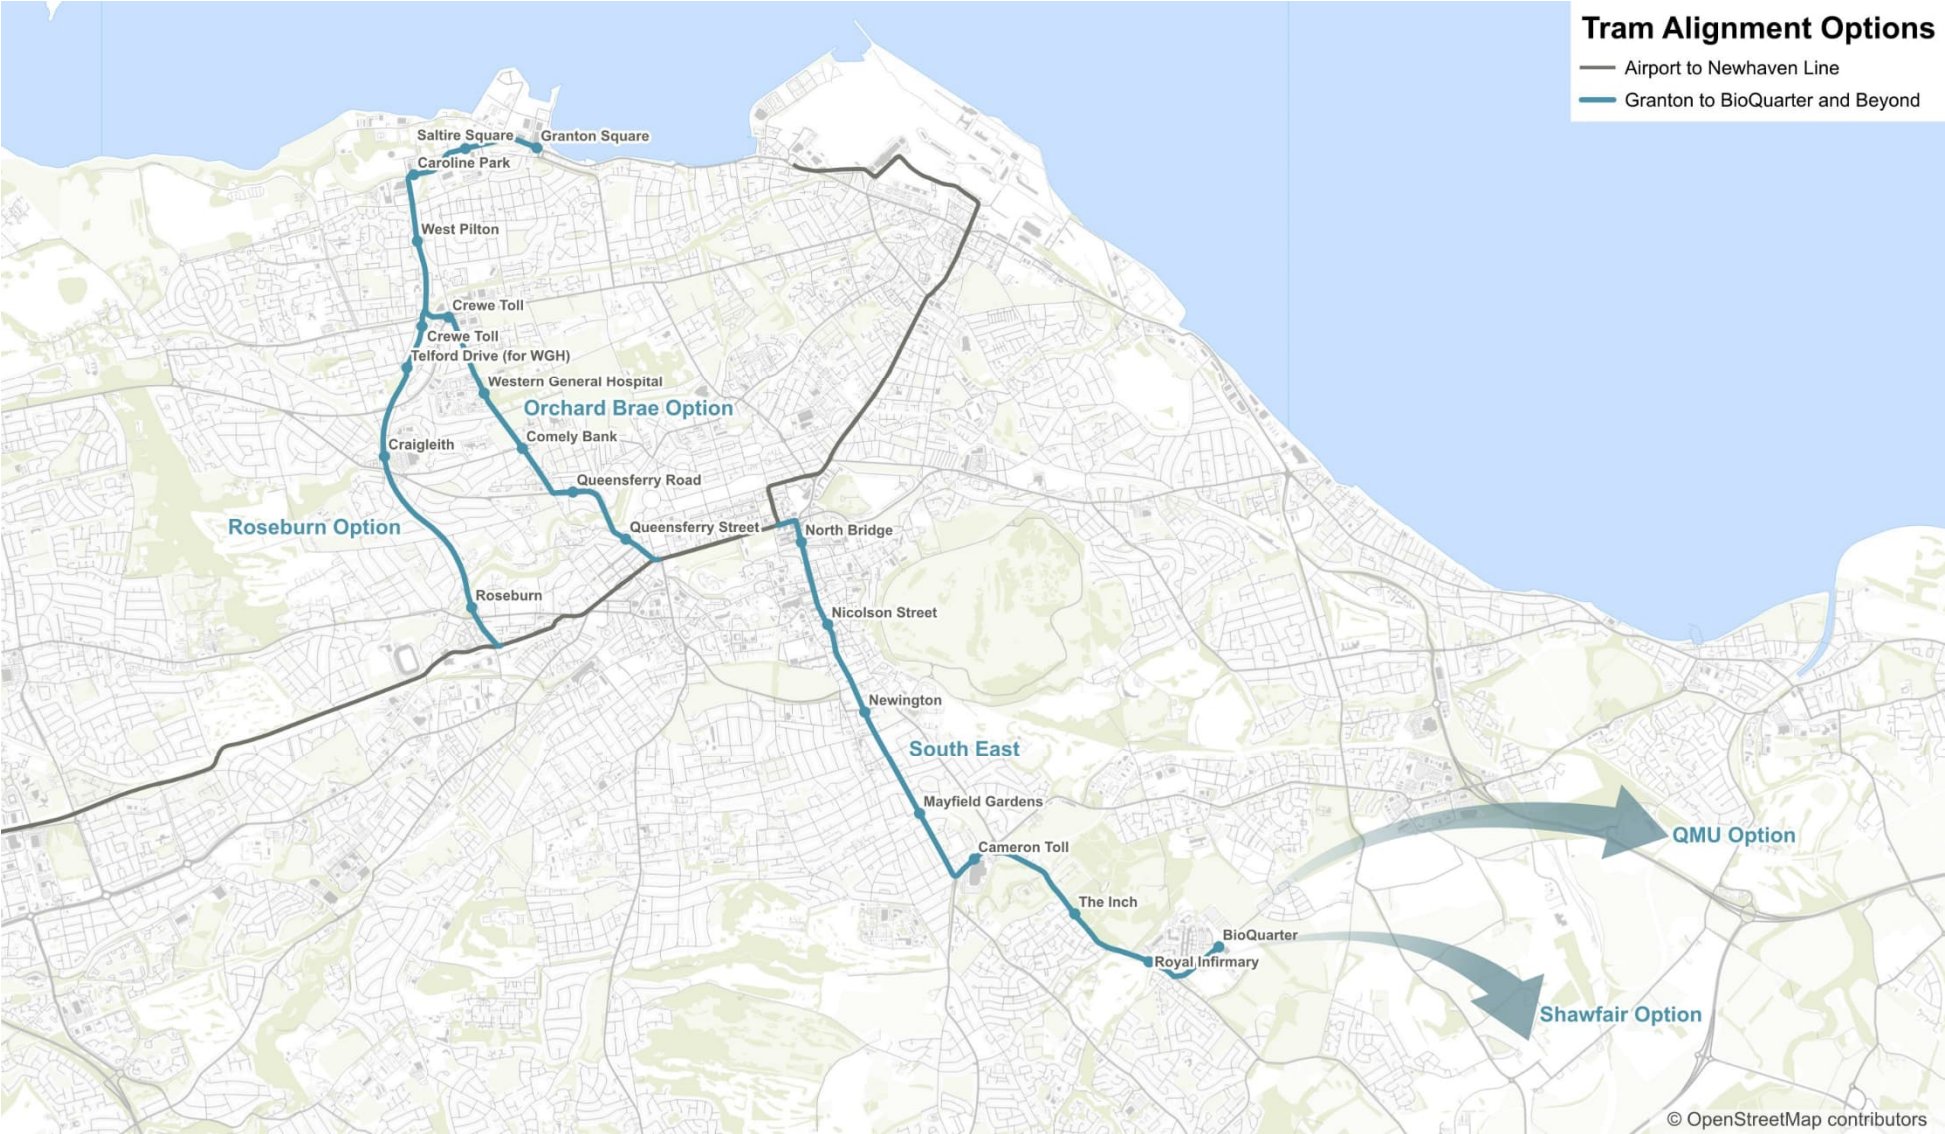 Tram Alignment Options
Airport to Newhaven Line
Granton to BioQuarter and Beyond
Saltire Square
Granton Square
Caroline Park
West Pilton
Crewe Toll
Crewe Toll
Telford Drive (for WGH)
Western General Hospital
Orchard Brae Option
Comely Bank
Craigleith
Queensferry Road
Roseburn Option
Queensferry Street
North Bridge
Roseburn
Nicolson Street
Newington
South East
Mayfield Gardens
QMU Option
Cameron Toll
The Inch
BioQuarter
Royal Infirmary
Shawfair Option
© OpenStreetMap contributors